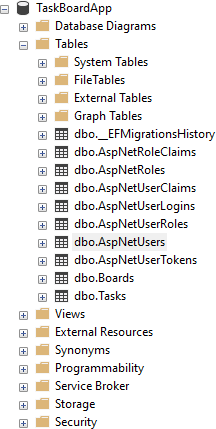 TaskBoardApp
Database Diagrams
Tables
System Tables
FileTables
External Tables
Graph Tables
dbo.__EFMigrationsHistory
dbo.AspNetRoleClaims
dbo.AspNetRoles
dbo.AspNetUserClaims
dbo.AspNetUserLogins
dbo.AspNetUserRoles
dbo.AspNetUsers
dbo.AspNetUserTokens
dbo.Boards
dbo.Tasks
Views
External Resources
Synonyms
Programmability
Service Broker
Storage
Security